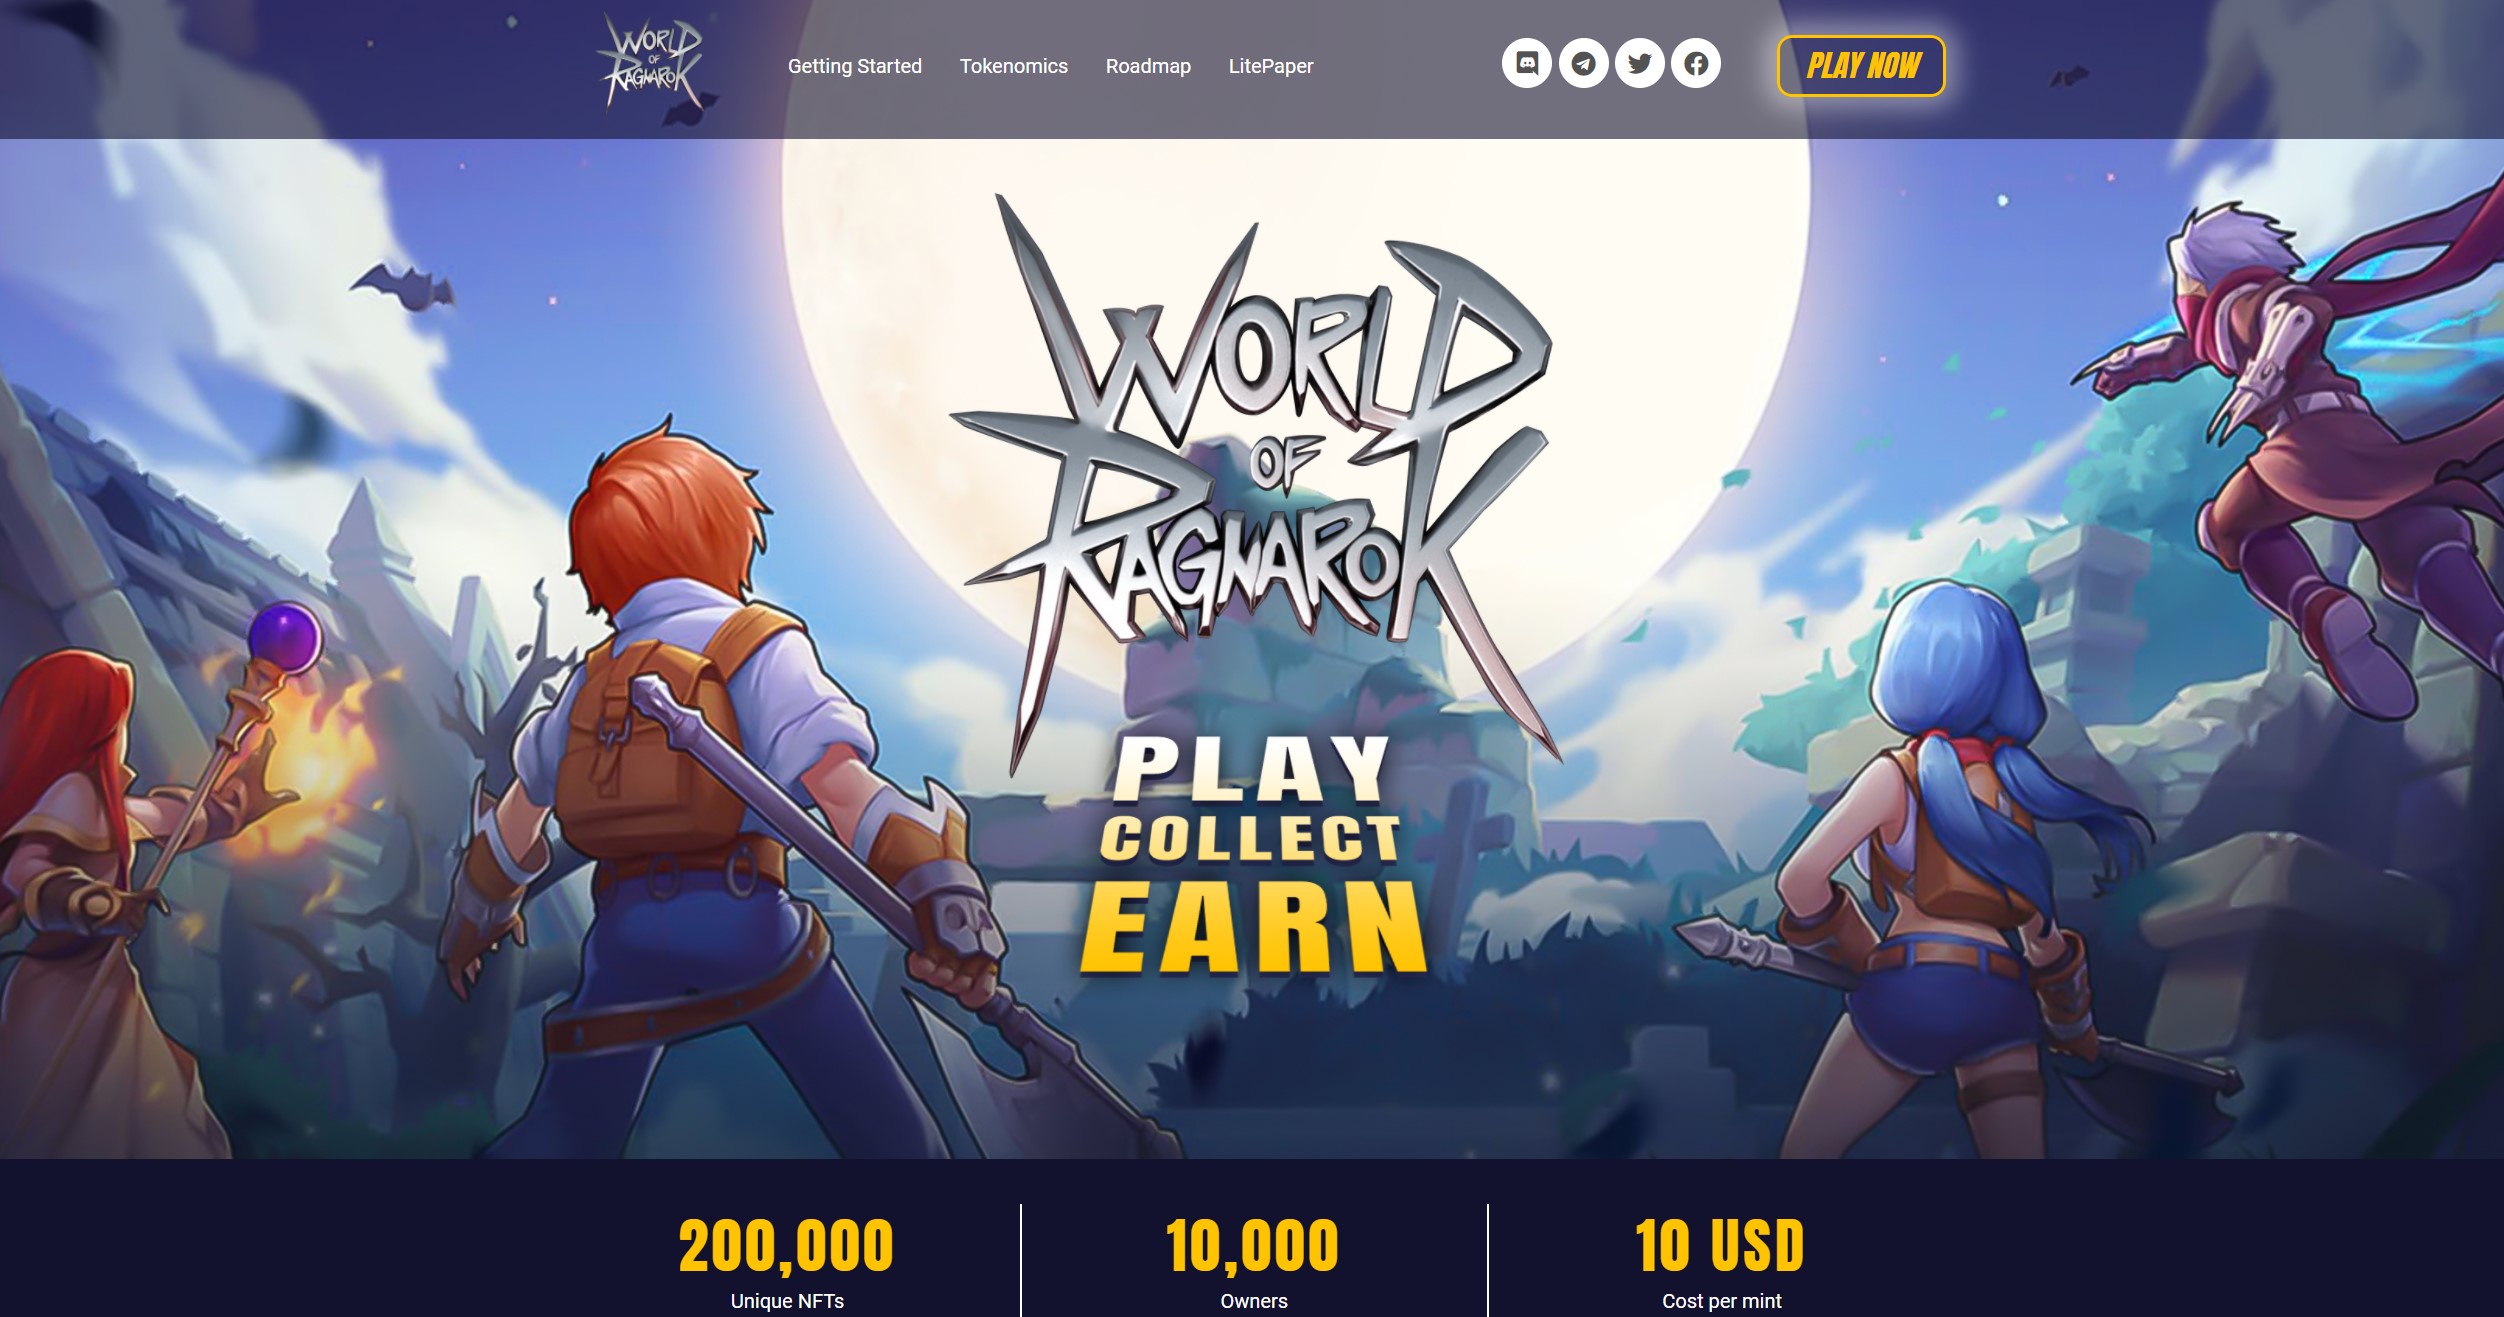 WORLD
OF
RAGNAROK
Getting Started
Tokenomics
Roadmap
LitePaper
PLAY NOW
WORLD
OF
RAGNAROK
PLAY
COLLECT
EARN
200,000
Unique NFTs
10,000
Owners
10 USD
Cost per mint